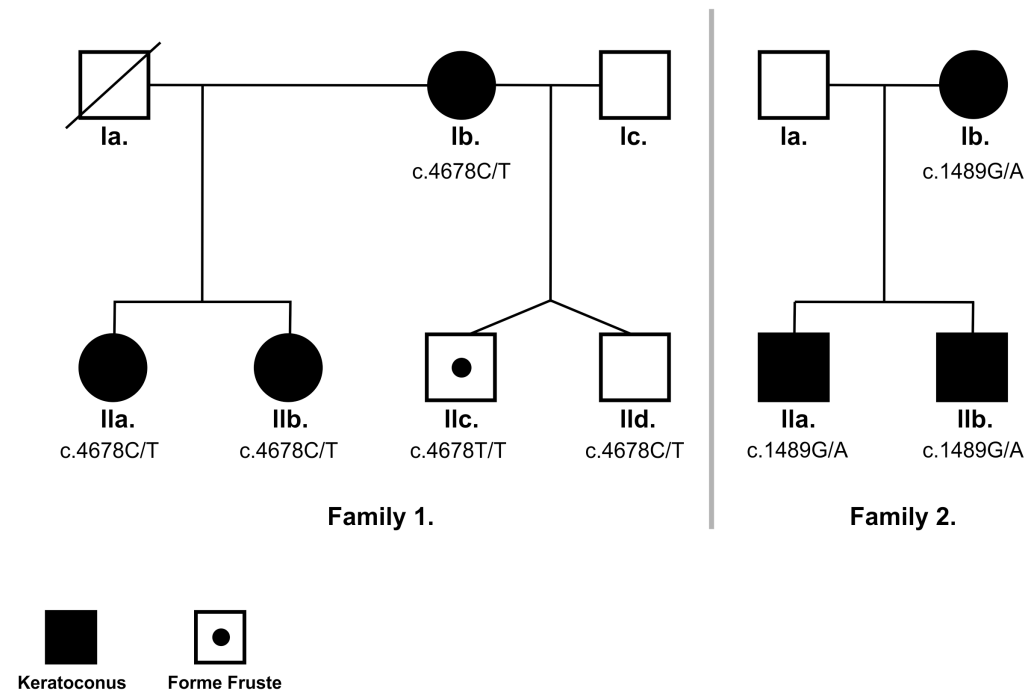 Ia.
Ib.
Ic.
Ia.
Ib.
c.4678C/T
c.1489G/A
IIa.
IIb.
IIc.
IId.
IIa.
IIb.
c.4678C/T
c.4678C/T
c.4678T/T
c.4678C/T
c.1489G/A
c.1489G/A
Family 1.
Family 2.
Keratoconus
Forme Fruste